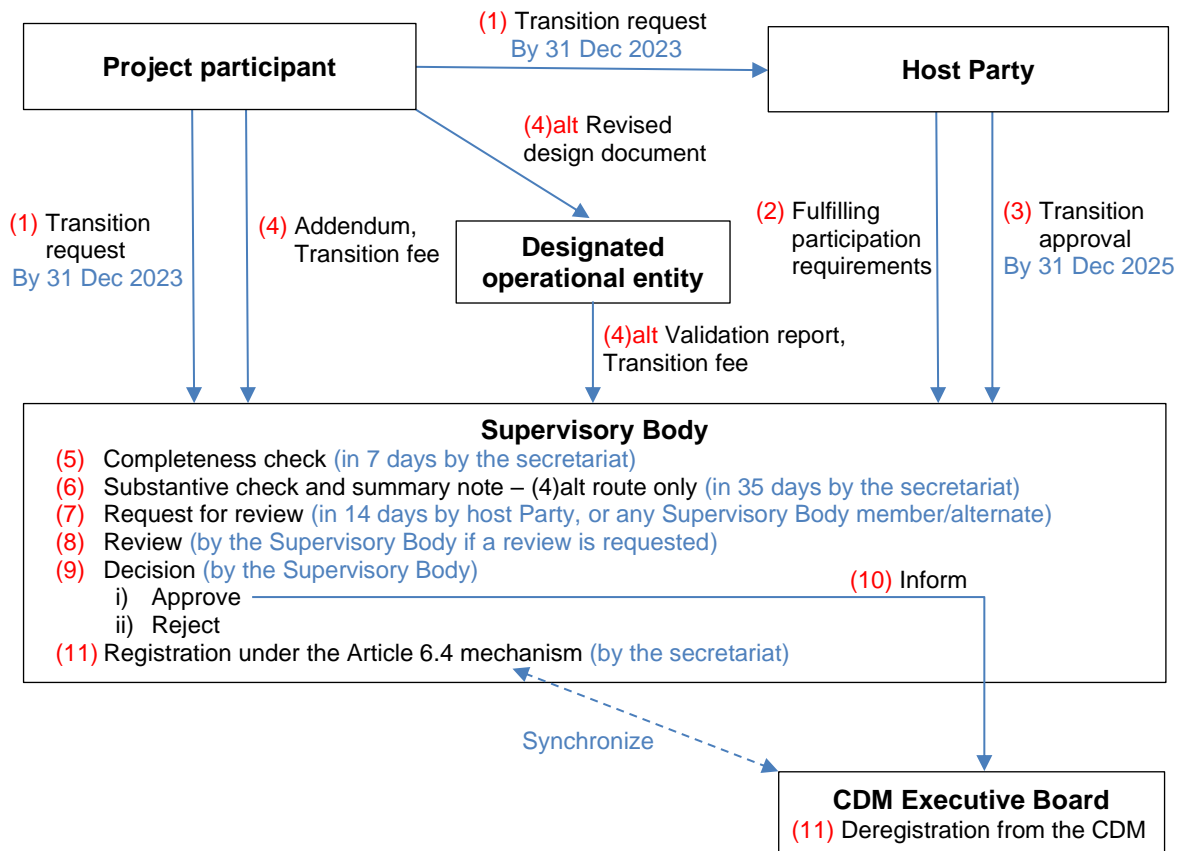 (1) Transition request
By 31 Dec 2023
Project participant
Host Party
(4)alt Revised
design document
(1) Transition
request
By 31 Dec 2023
(4) Addendum,
Transition fee
Designated
operational entity
(2) Fulfilling
participation
requirements
(3) Transition
approval
By 31 Dec 2025
(4)alt Validation report,
Transition fee
Supervisory Body
(5) Completeness check (in 7 days by the secretariat)
(6) Substantive check and summary note – (4)alt route only (in 35 days by the secretariat)
(7) Request for review (in 14 days by host Party, or any Supervisory Body member/alternate)
(8) Review (by the Supervisory Body if a review is requested)
(9) Decision (by the Supervisory Body)
(10) Inform
i) Approve
ii) Reject
(11) Registration under the Article 6.4 mechanism (by the secretariat)
Synchronize
CDM Executive Board
(11) Deregistration from the CDM